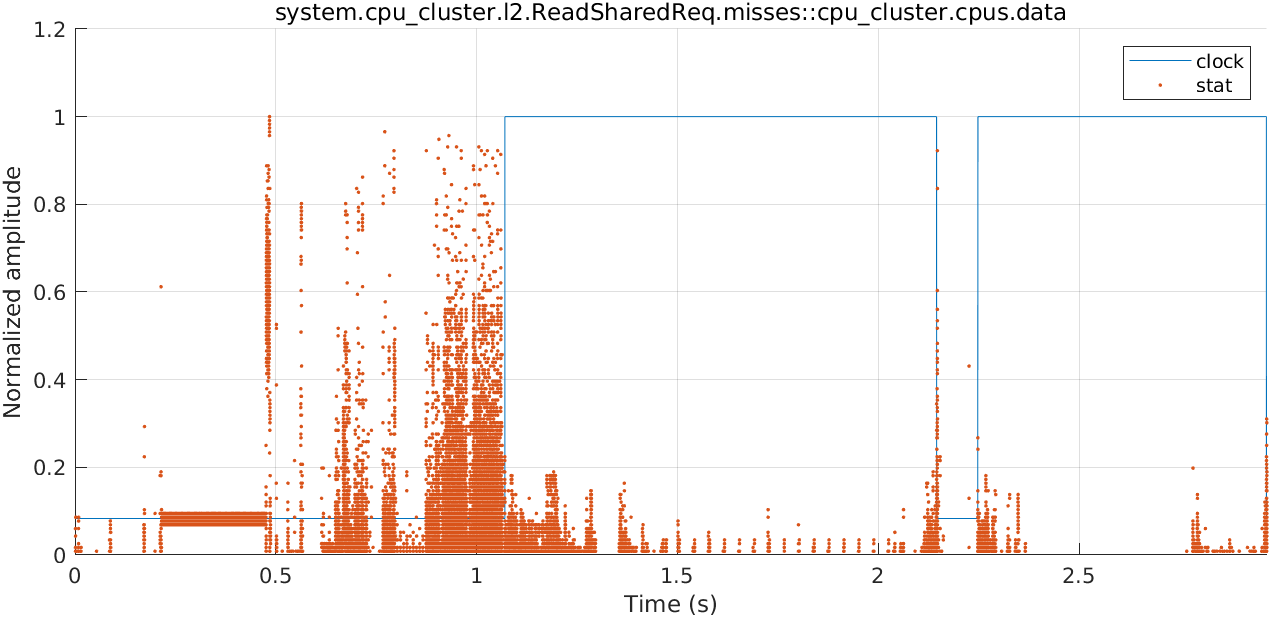 system.cpu_cluster.l2.ReadSharedReq.misses::cpu_cluster.cpus.data
1.2
1
0.8
0.6
0.4
0.2
0
Normalized amplitude
clock
stat
0 0.5 1 1.5 2 2.5
Time (s)